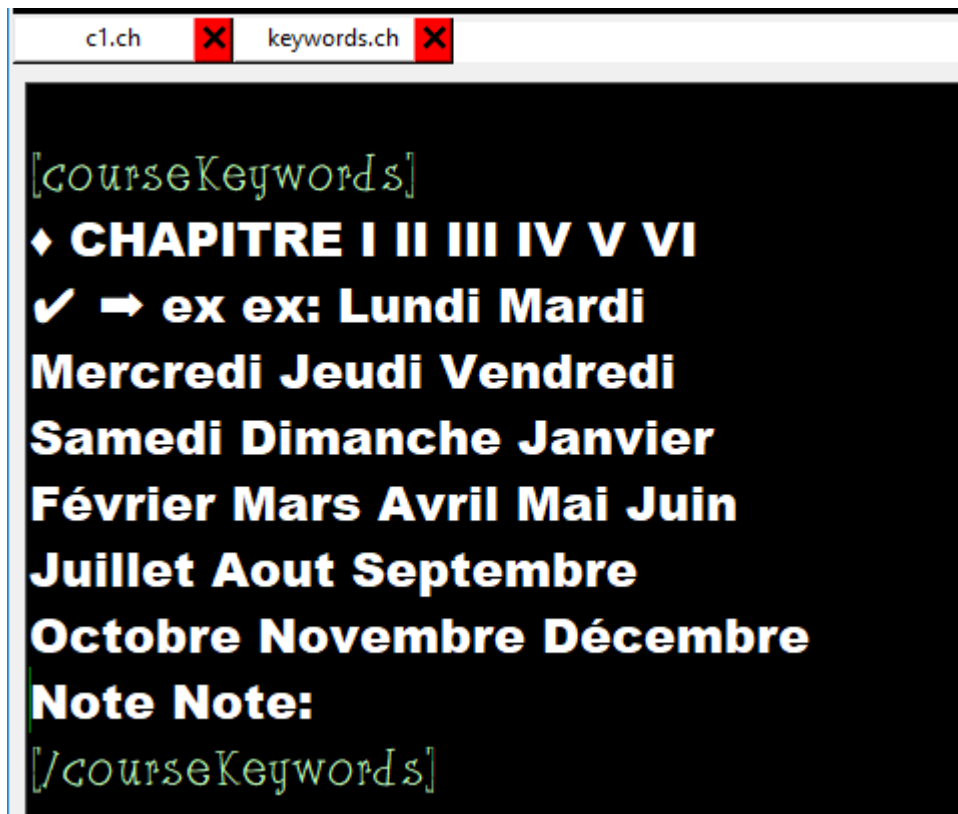 c1.ch keywords.ch
[courseKeywords]
♦ CHAPITRE I II III IV V VI
✔ ➡ ex ex: Lundi Mardi
Mercredi Jeudi Vendredi
Samedi Dimanche Janvier
Février Mars Avril Mai Juin
Juillet Aout Septembre
Octobre Novembre Décembre
Note Note:
[/courseKeywords]